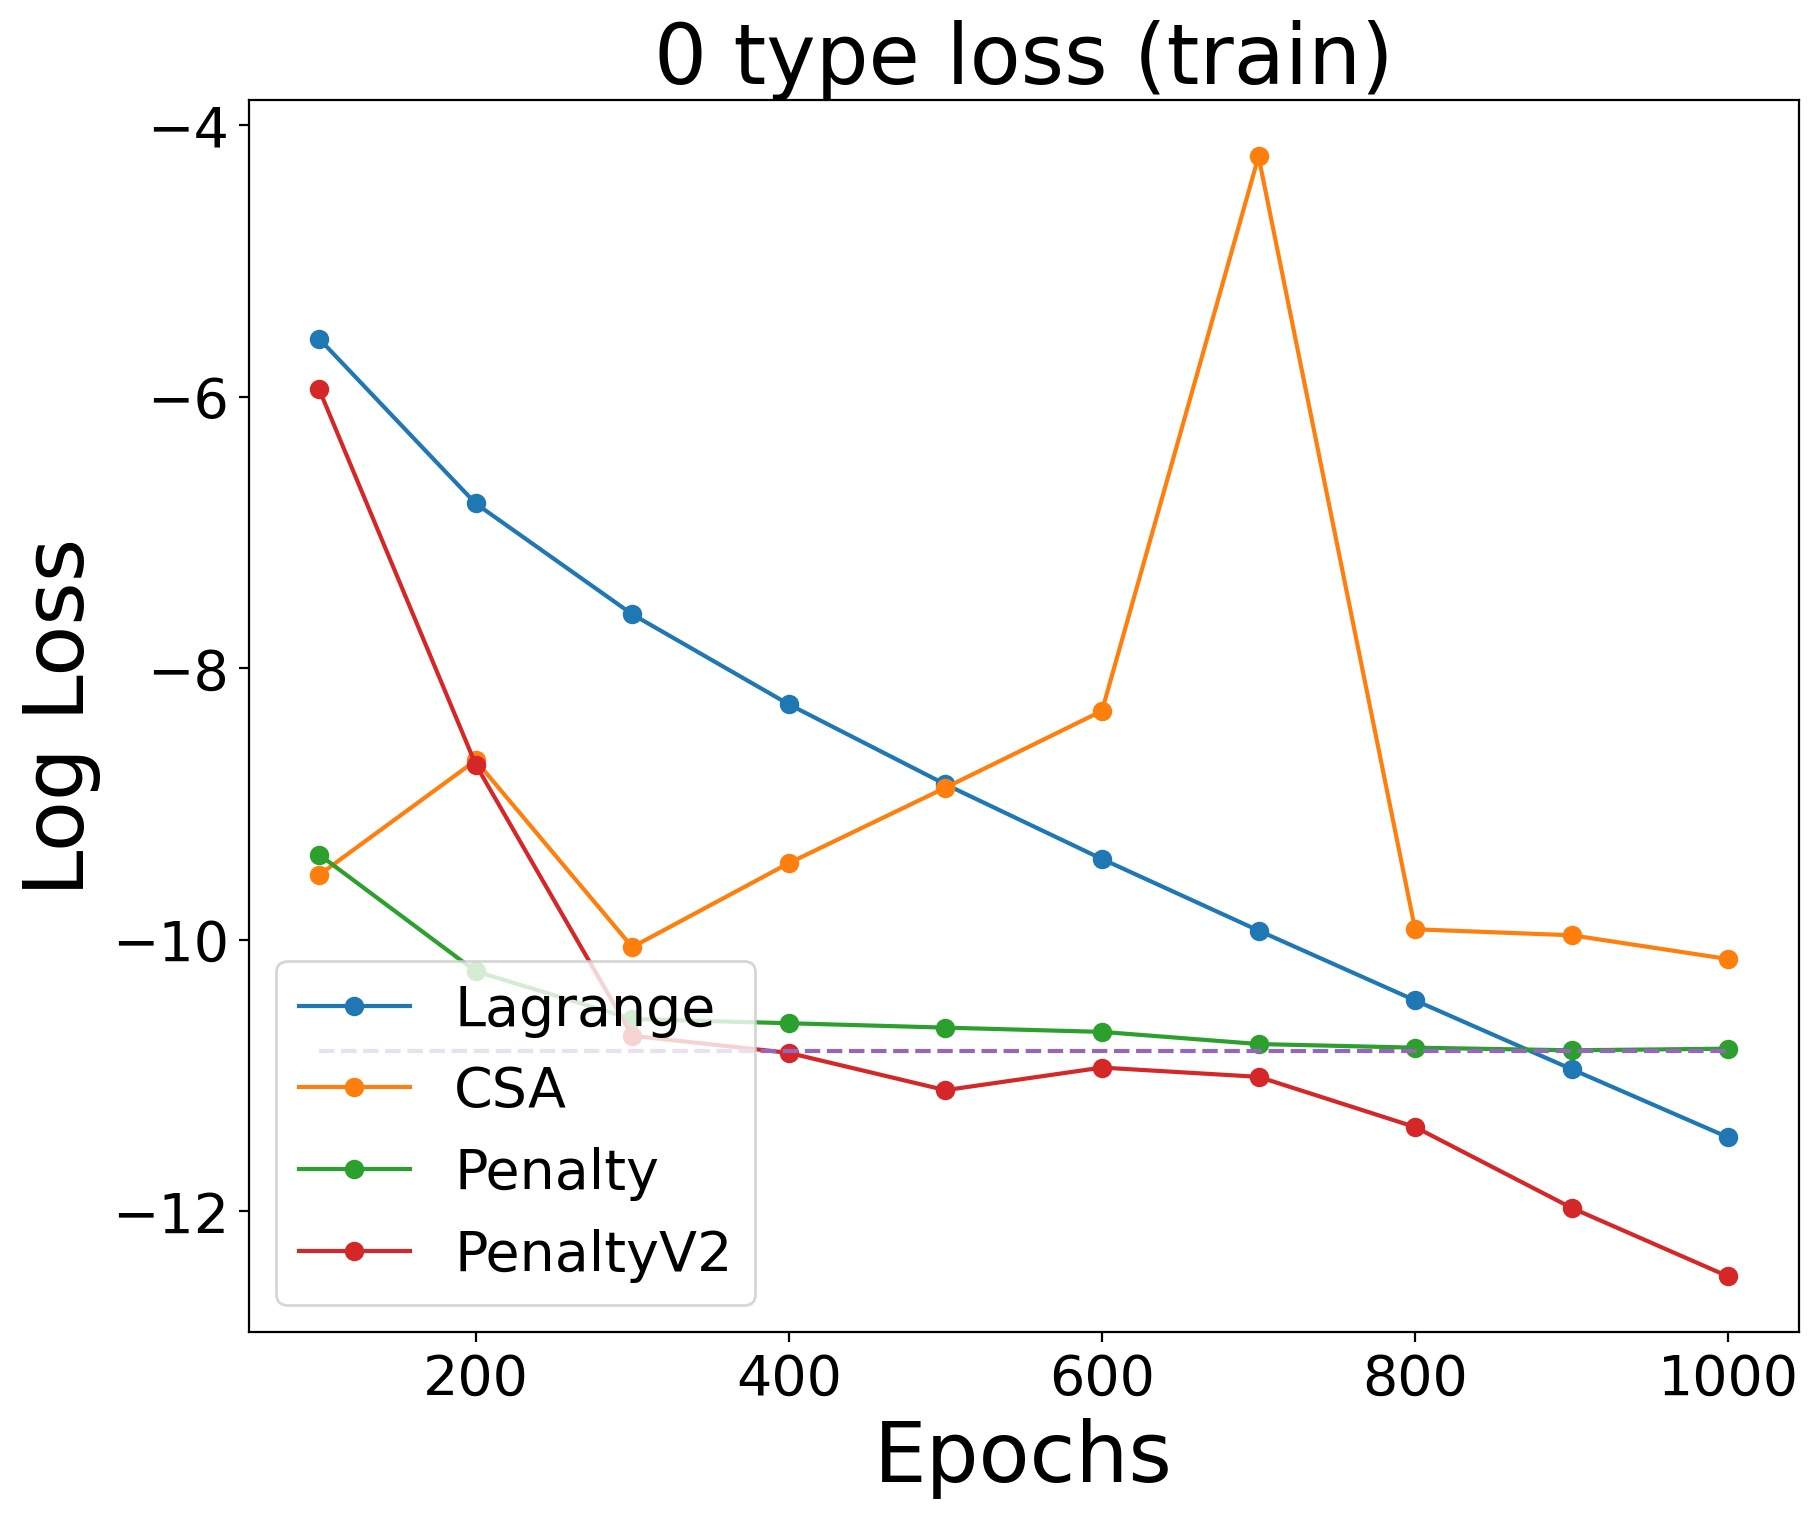 0 type loss (train)
Log Loss
−4
−6
−8
−10
−12
Lagrange
CSA
Penalty
PenaltyV2
200 400 600 800 1000
Epochs